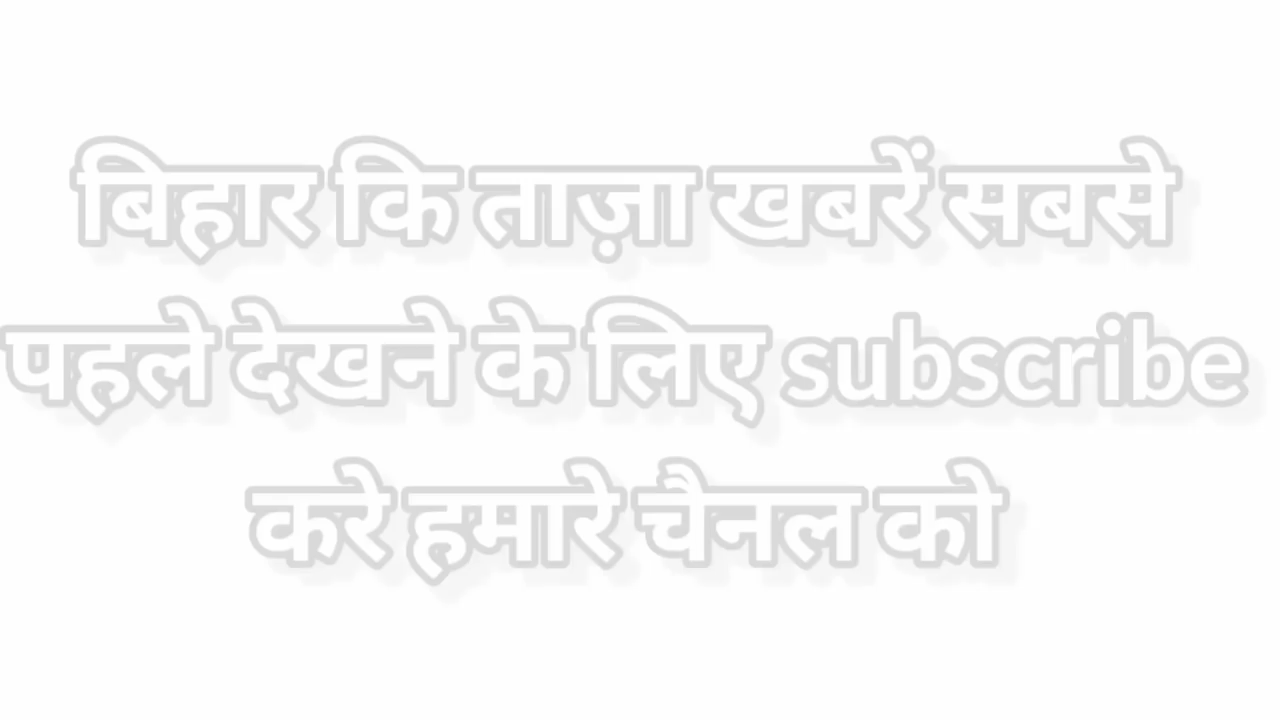 बिहार कि ताज़ा खबरें सबसे
पहले देखने के लिए subscribe
करे हमारे चैनल को